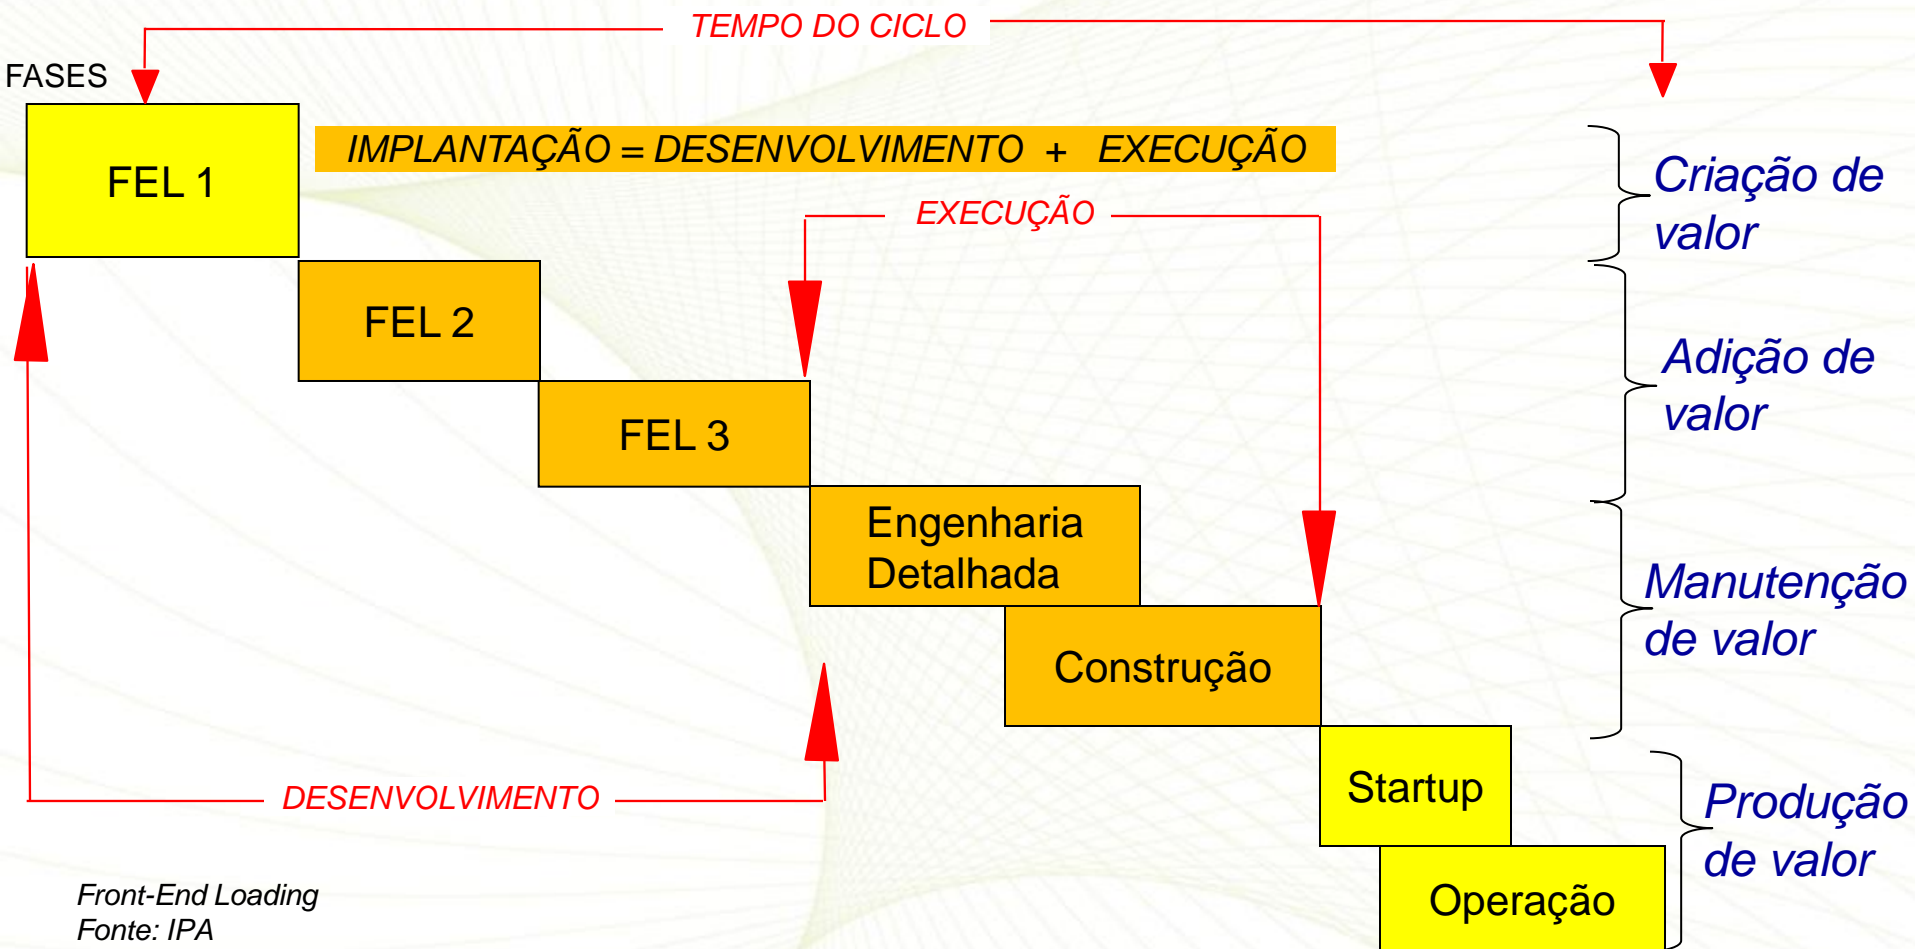 TEMPO DO CICLO
FASES
FEL 1
IMPLANTAÇÃO = DESENVOLVIMENTO + EXECUÇÃO
Criação de
valor
EXECUÇÃO
FEL 2
Adição de
valor
FEL 3
Engenharia
Detalhada
Manutenção
de valor
Construção
DESENVOLVIMENTO
Startup
Produção
de valor
Operação
Front-End Loading
Fonte: IPA